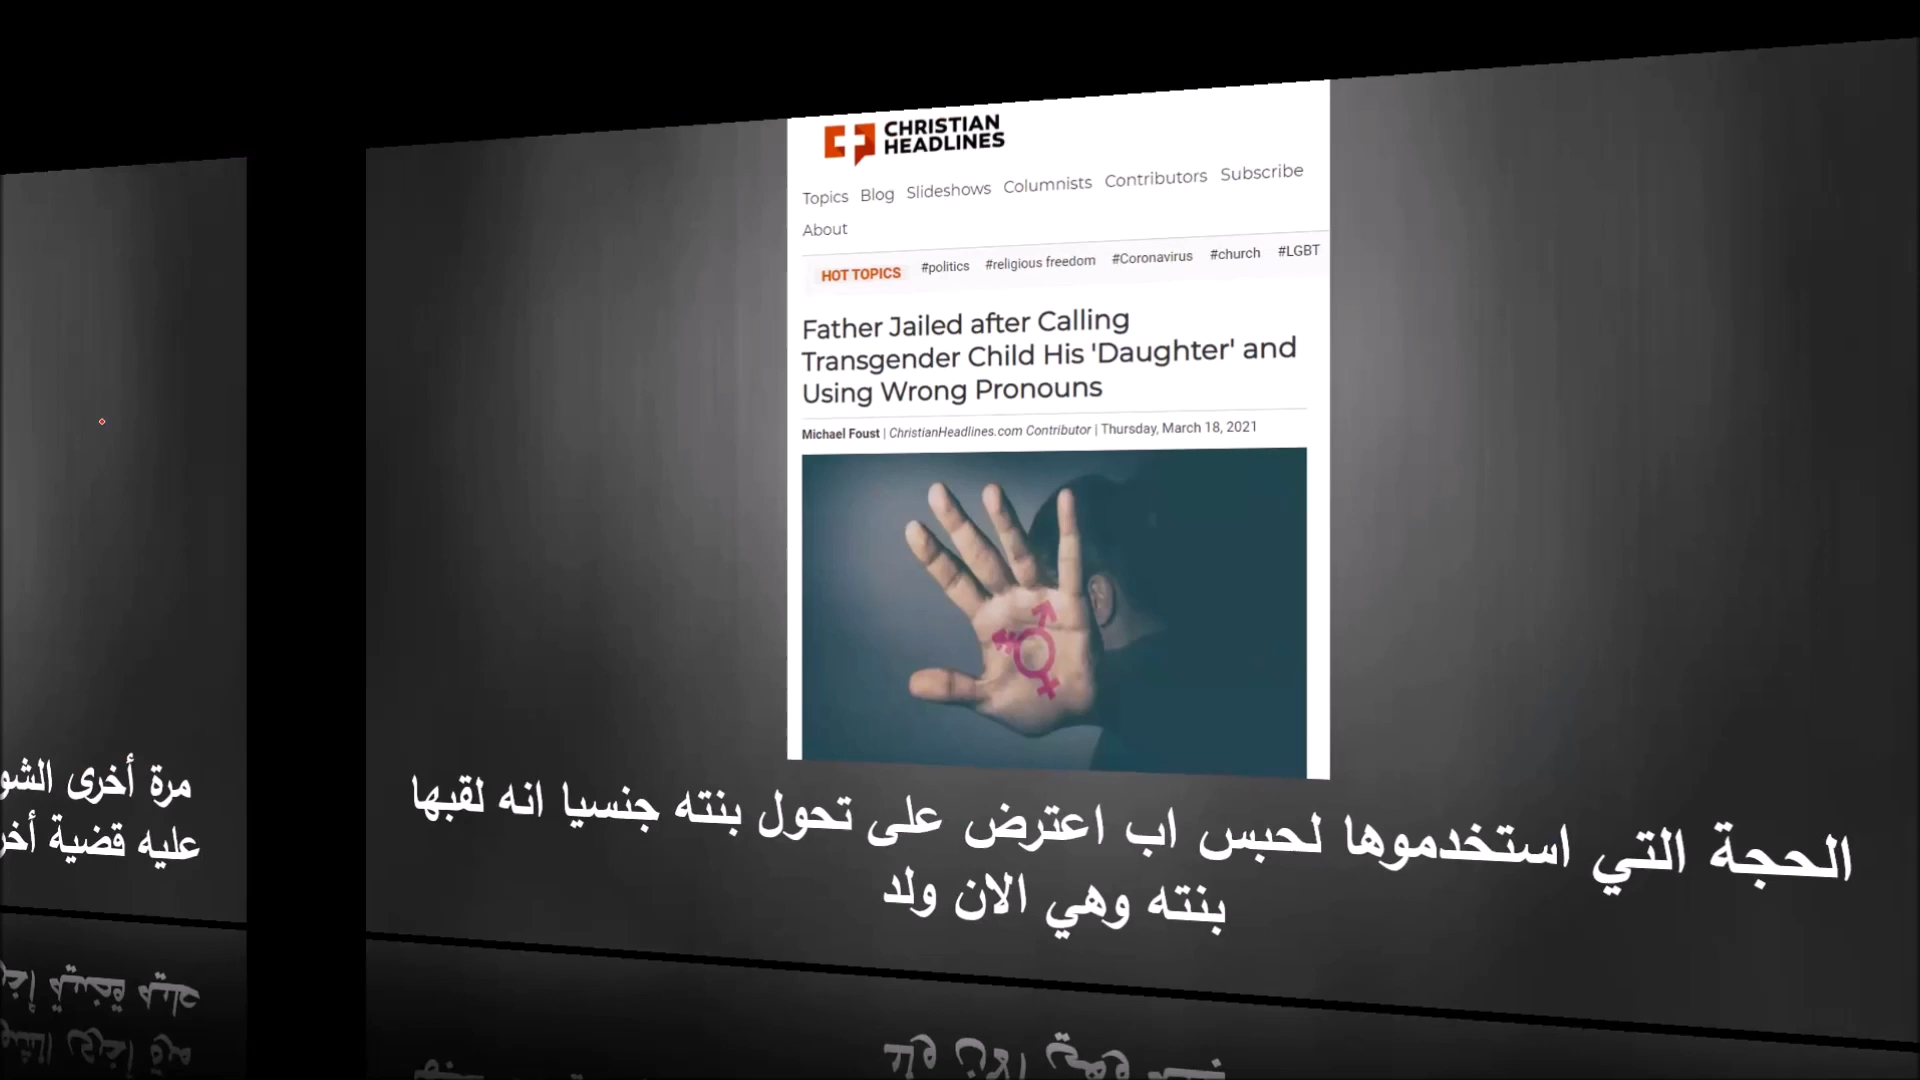 CHRISTIAN
HEADLINES
Topics Blog Slideshows Columnists Contributors Subscribe
About
HOT TOPICS #politics #religious freedom #Coronavirus #church #LGBT
Father Jailed after Calling
Transgender Child His 'Daughter' and
Using Wrong Pronouns
Michael Foust | ChristianHeadlines.com Contributor | Thursday, March 18, 2021
الحجة التي استخدموها لحبس اب اعترض على تحول بنته جنسيا انه لقبها
بنته وهي الان ولد
مرة أخرى
عليه قضية